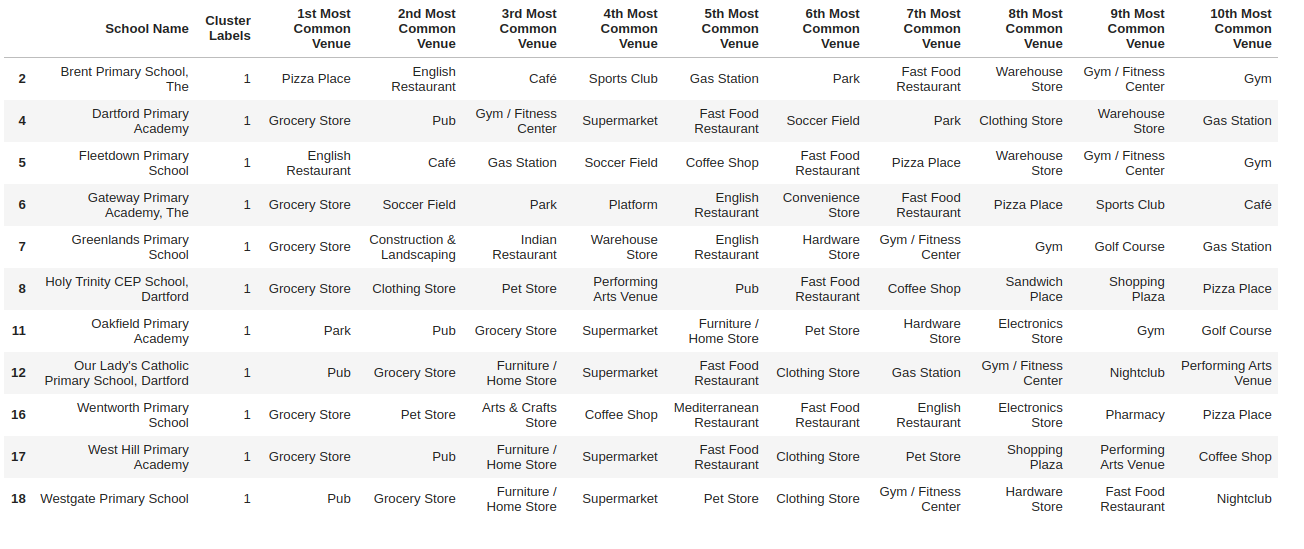 School Name Cluster Labels 1st Most Common Venue 2nd Most Common Venue 3rd Most Common Venue 4th Most Common Venue 5th Most Common Venue 6th Most Common Venue 7th Most Common Venue 8th Most Common Venue 9th Most Common Venue 10th Most Common Venue
2 Brent Primary School, The 1 Pizza Place English Restaurant Café Sports Club Gas Station Park Fast Food Restaurant Warehouse Store Gym / Fitness Center Gym
4 Dartford Primary Academy 1 Grocery Store Pub Gym / Fitness Center Supermarket Fast Food Restaurant Soccer Field Park Clothing Store Warehouse Store Gas Station
5 Fleetdown Primary School 1 English Restaurant Café Gas Station Soccer Field Coffee Shop Fast Food Restaurant Pizza Place Warehouse Store Gym / Fitness Center Gym
6 Gateway Primary Academy, The 1 Grocery Store Soccer Field Park Platform English Restaurant Convenience Store Fast Food Restaurant Pizza Place Sports Club Café
7 Greenlands Primary School 1 Grocery Store Construction & Landscaping Indian Restaurant Warehouse Store English Restaurant Hardware Store Gym / Fitness Center Gym Golf Course Gas Station
8 Holy Trinity CEP School, Dartford 1 Grocery Store Clothing Store Pet Store Performing Arts Venue Pub Fast Food Restaurant Coffee Shop Sandwich Place Shopping Plaza Pizza Place
11 Oakfield Primary Academy 1 Park Pub Grocery Store Supermarket Furniture / Home Store Pet Store Hardware Store Electronics Store Gym Golf Course
12 Our Lady's Catholic Primary School, Dartford 1 Pub Grocery Store Furniture / Home Store Supermarket Fast Food Restaurant Clothing Store Gas Station Gym / Fitness Center Nightclub Performing Arts Venue
16 Wentworth Primary School 1 Grocery Store Pet Store Arts & Crafts Store Coffee Shop Mediterranean Restaurant Fast Food Restaurant English Restaurant Electronics Store Pharmacy Pizza Place
17 West Hill Primary Academy 1 Grocery Store Pub Furniture / Home Store Supermarket Fast Food Restaurant Clothing Store Pet Store Shopping Plaza Performing Arts Venue Coffee Shop
18 Westgate Primary School 1 Pub Grocery Store Furniture / Home Store Supermarket Pet Store Clothing Store Gym / Fitness Center Hardware Store Fast Food Restaurant Nightclub